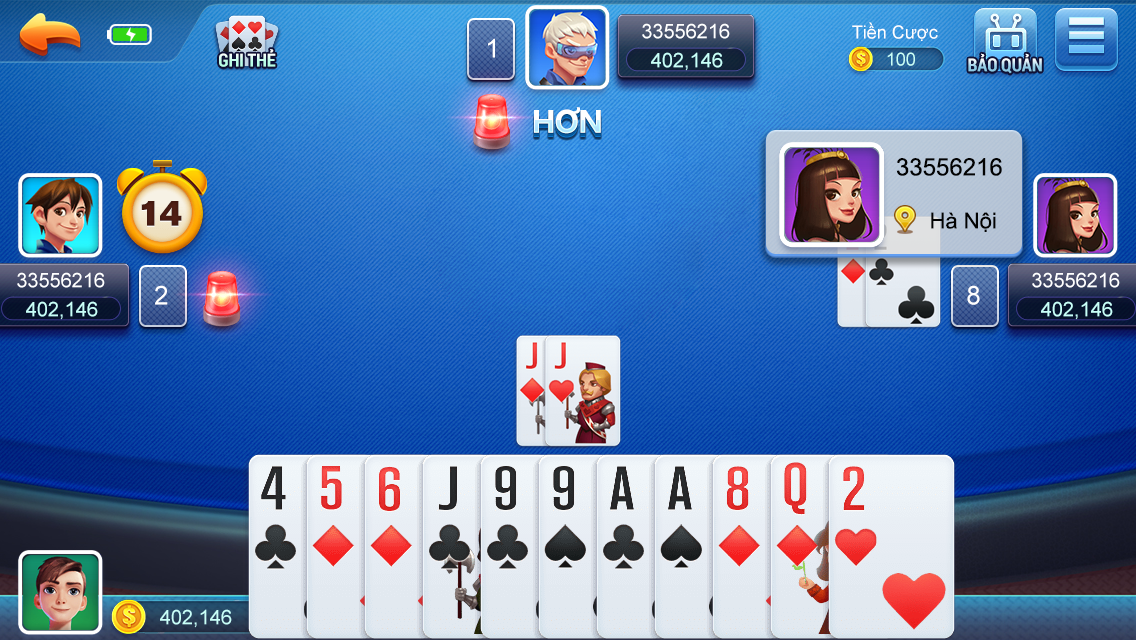 GHI THẺ
1
33556216
402,146
Tiền Cược
100
BẢO QUẢN
HƠN
33556216
Hà Nội
14
33556216
402,146
2
8
33556216
402,146
J J
4 5 6 J 9 9 A A 8 Q 2
402,146